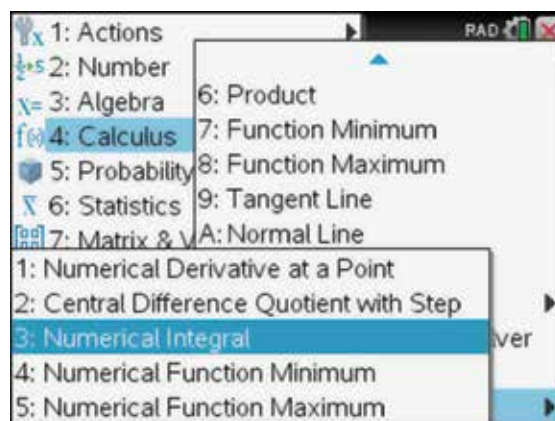 1: Actions
RAD
2: Number
3: Algebra
6: Product
4: Calculus
7: Function Minimum
5: Probability
8: Function Maximum
6: Statistics
9: Tangent Line
7: Matrix & V
A: Normal Line
1: Numerical Derivative at a Point
2: Central Difference Quotient with Step
3: Numerical Integral
ver
4: Numerical Function Minimum
5: Numerical Function Maximum